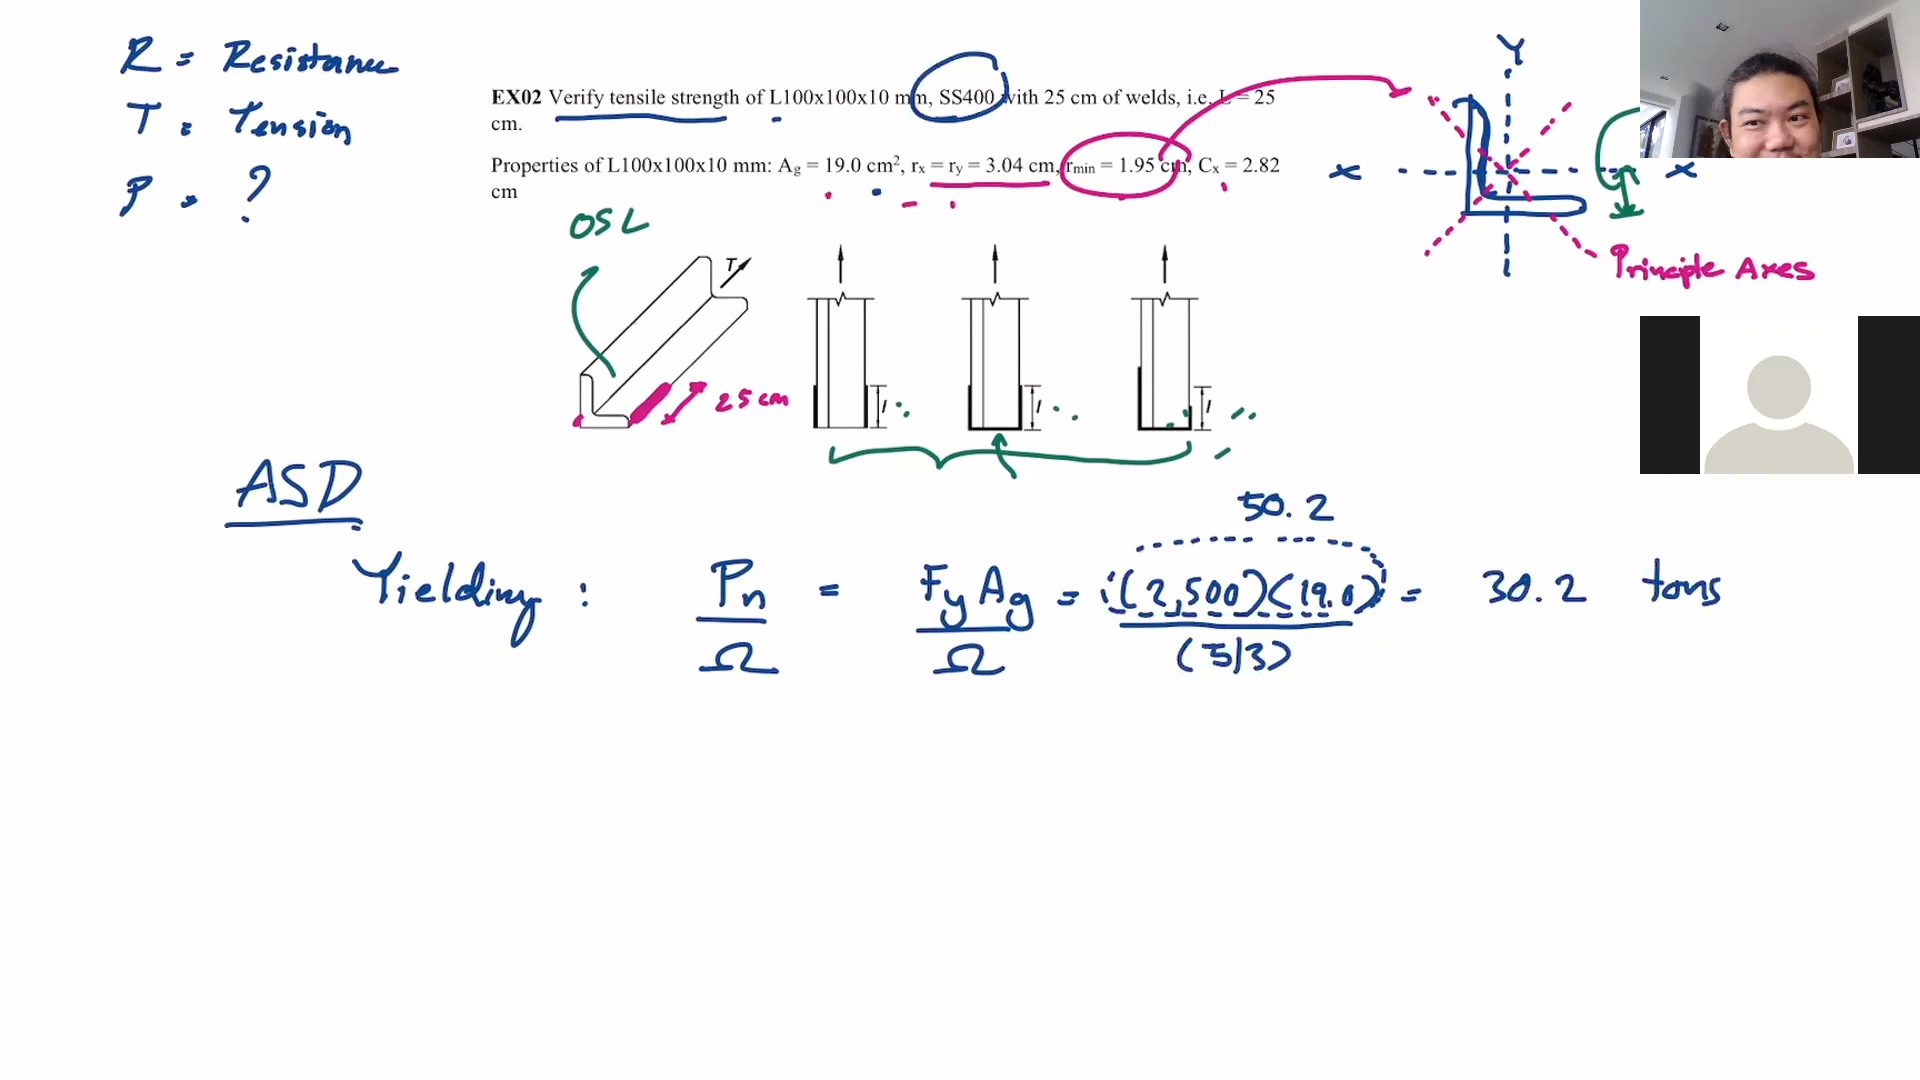 R = Resistance
T = Tension
P = ?
EX02 Verify tensile strength of L100x100x10 mm, SS400 with 25 cm of welds, i.e. L = 25
cm.
Properties of L100x100x10 mm: Ag = 19.0 cm², rx = ry = 3.04 cm, rmin = 1.95 cm, Cx = 2.82
cm
Y
x x
Principle Axes
OSL
T
25 cm
l l l
ASD
50.2
Yielding : Pn/Ω = FyAg/Ω = (2,500)(19.0)/(5/3) = 30.2 tons